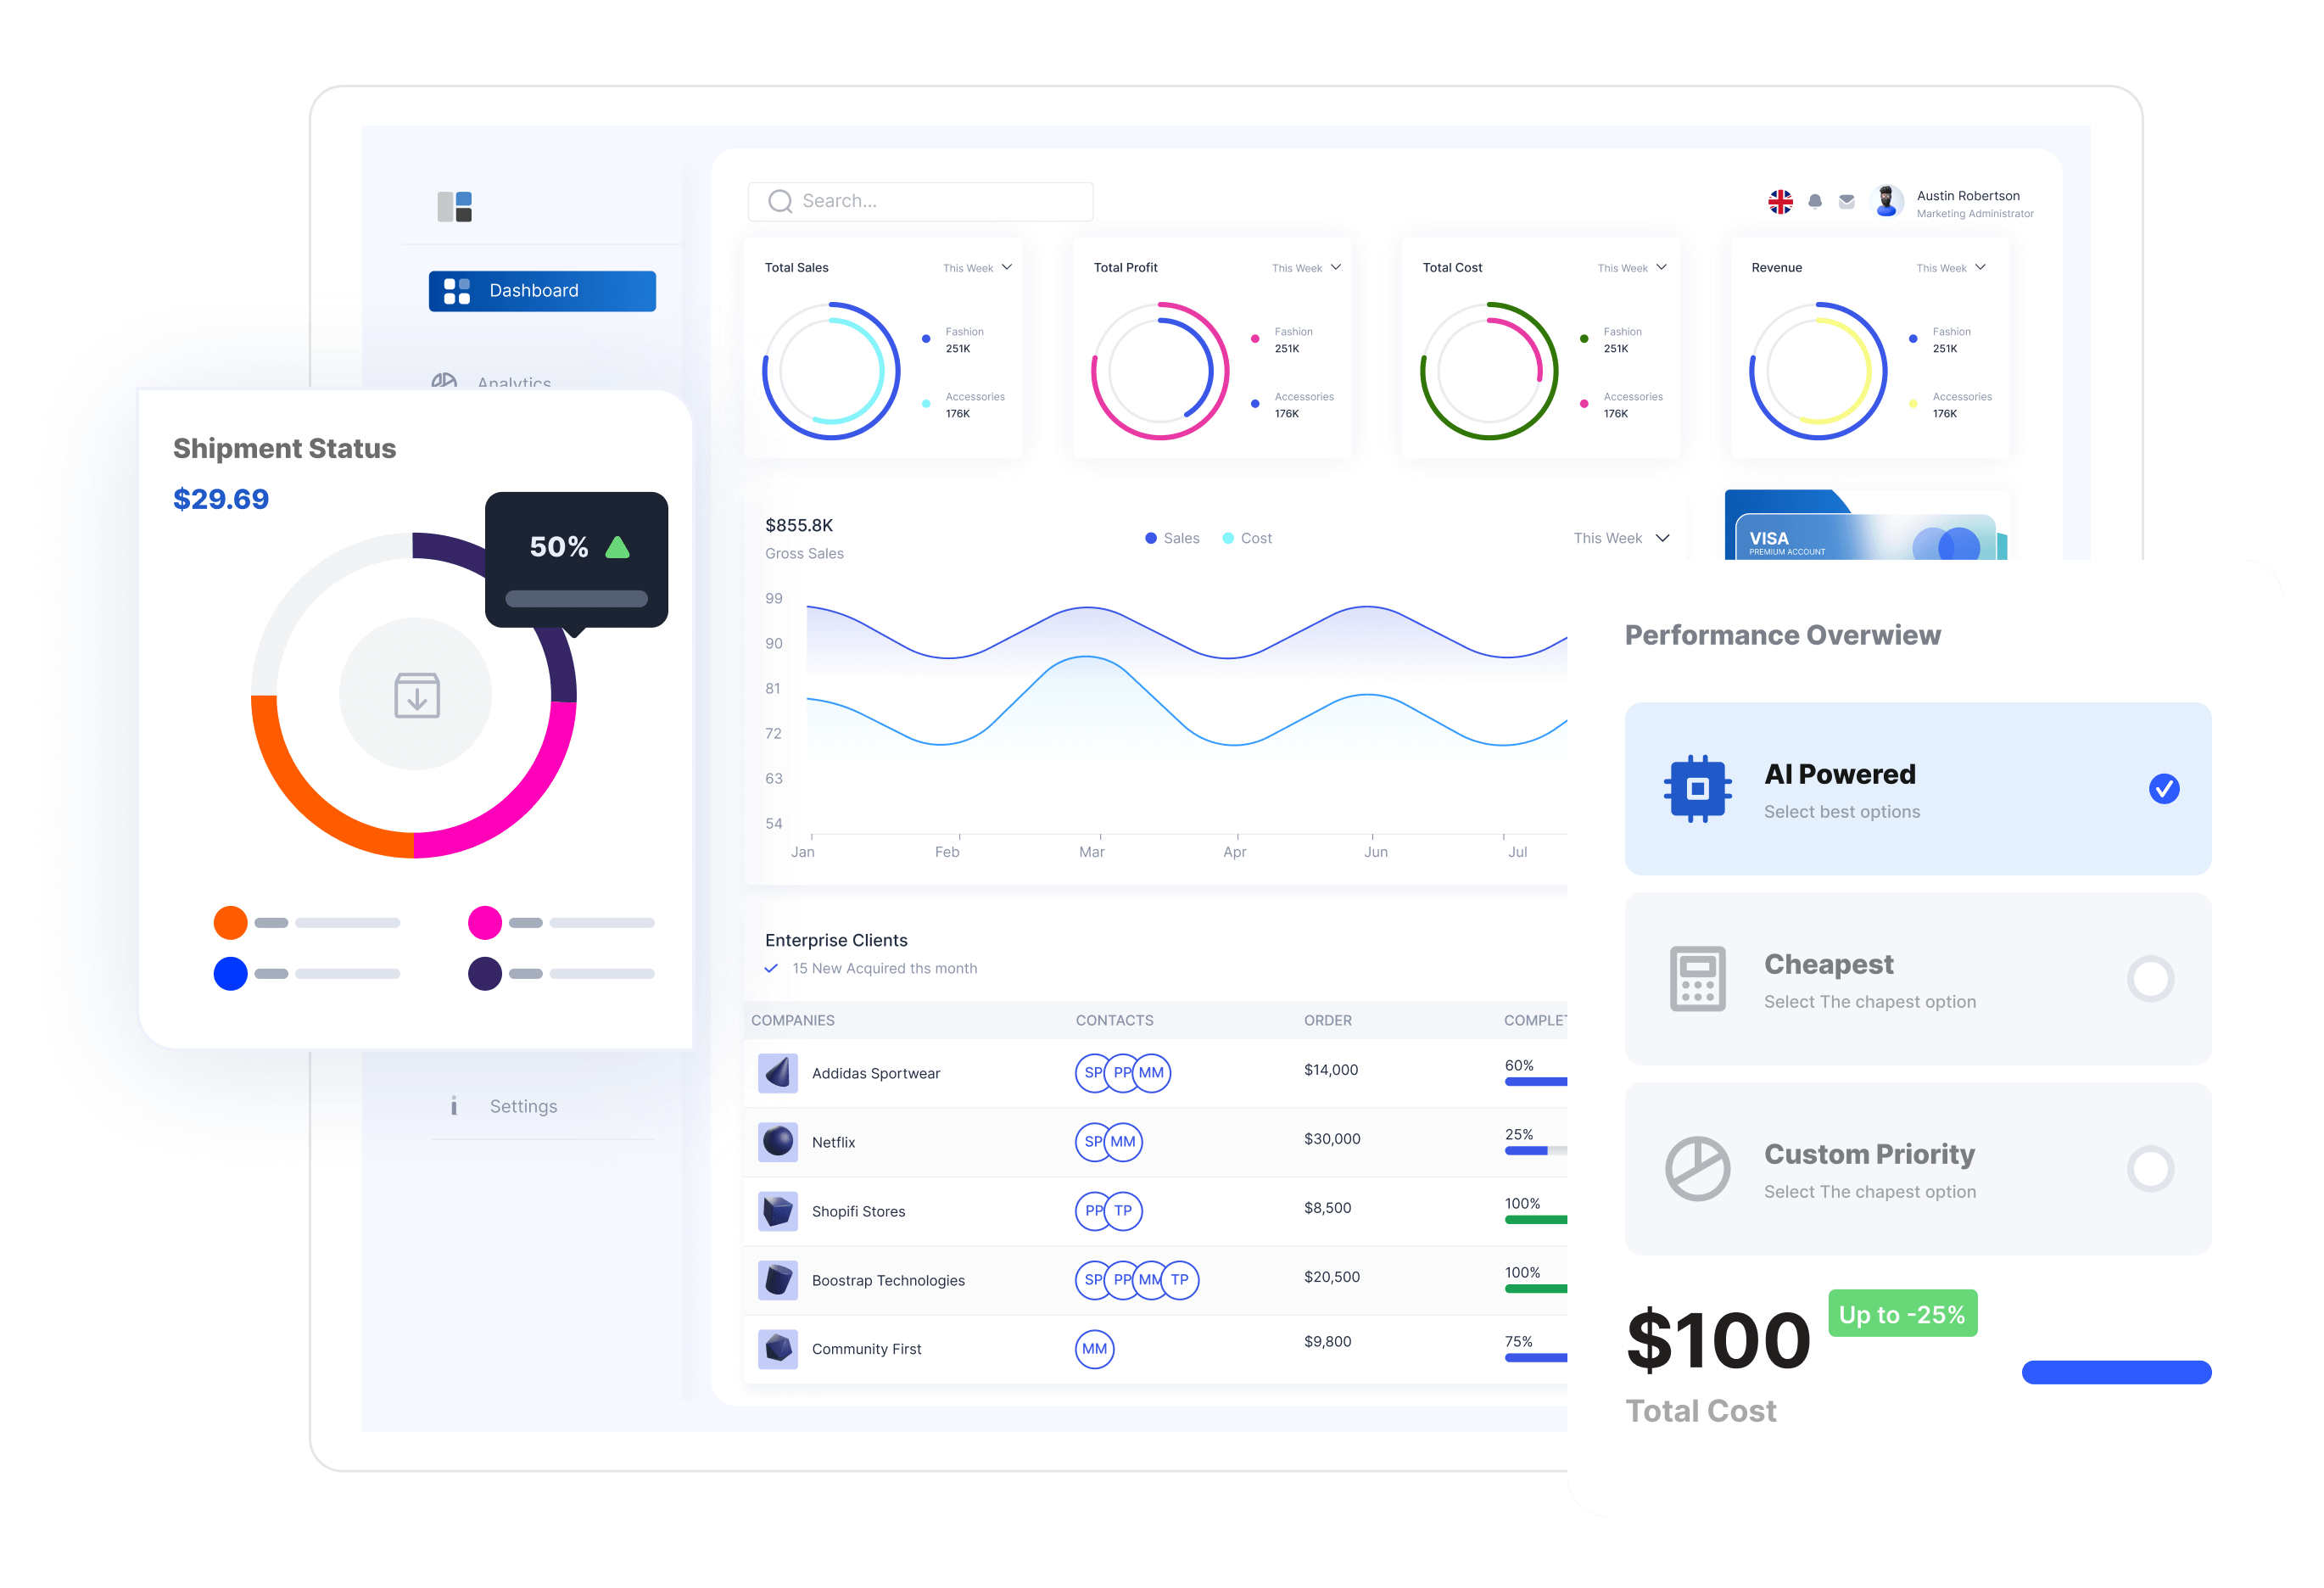 Search...
Austin Robertson
Marketing Administrator
Dashboard
Analytics
Settings
Total Sales
This Week
Fashion
251K
Accessories
176K
Total Profit
This Week
Fashion
251K
Accessories
176K
Total Cost
This Week
Fashion
251K
Accessories
176K
Revenue
This Week
Fashion
251K
Accessories
176K
Shipment Status
$29.69
50%
$855.8K
Gross Sales
Sales
Cost
This Week
99
90
81
72
63
54
Jan
Feb
Mar
Apr
Jun
Jul
VISA
PREMIUM ACCOUNT
Enterprise Clients
15 New Acquired ths month
COMPANIES CONTACTS ORDER COMPLET
Addidas Sportwear SP PP MM $14,000 60%
Netflix SP MM $30,000 25%
Shopifi Stores PP TP $8,500 100%
Boostrap Technologies SP PP MM TP $20,500 100%
Community First MM $9,800 75%
Performance Overwiew
AI Powered
Select best options
Cheapest
Select The chapest option
Custom Priority
Select The chapest option
$100
Up to -25%
Total Cost